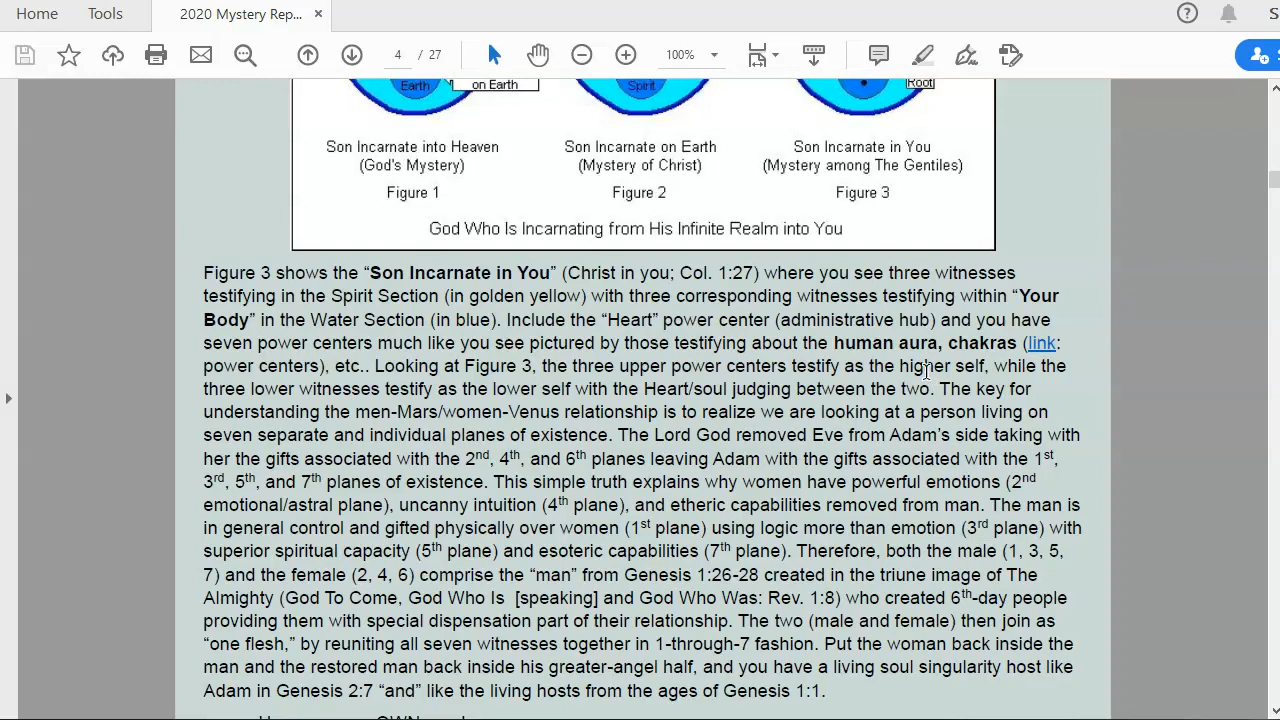 Home Tools 2020 Mystery Rep... ×
4 / 27 100%
Earth on Earth Spirit Root
Son Incarnate into Heaven Son Incarnate on Earth Son Incarnate in You
(God's Mystery) (Mystery of Christ) (Mystery among The Gentiles)
Figure 1 Figure 2 Figure 3
God Who Is Incarnating from His Infinite Realm into You
Figure 3 shows the “Son Incarnate in You” (Christ in you; Col. 1:27) where you see three witnesses
testifying in the Spirit Section (in golden yellow) with three corresponding witnesses testifying within “Your
Body” in the Water Section (in blue). Include the “Heart” power center (administrative hub) and you have
seven power centers much like you see pictured by those testifying about the human aura, chakras (link:
power centers), etc.. Looking at Figure 3, the three upper power centers testify as the higher self, while the
three lower witnesses testify as the lower self with the Heart/soul judging between the two. The key for
understanding the men-Mars/women-Venus relationship is to realize we are looking at a person living on
seven separate and individual planes of existence. The Lord God removed Eve from Adam’s side taking with
her the gifts associated with the 2nd, 4th, and 6th planes leaving Adam with the gifts associated with the 1st,
3rd, 5th, and 7th planes of existence. This simple truth explains why women have powerful emotions (2nd
emotional/astral plane), uncanny intuition (4th plane), and etheric capabilities removed from man. The man is
in general control and gifted physically over women (1st plane) using logic more than emotion (3rd plane) with
superior spiritual capacity (5th plane) and esoteric capabilities (7th plane). Therefore, both the male (1, 3, 5,
7) and the female (2, 4, 6) comprise the “man” from Genesis 1:26-28 created in the triune image of The
Almighty (God To Come, God Who Is [speaking] and God Who Was: Rev. 1:8) who created 6th-day people
providing them with special dispensation part of their relationship. The two (male and female) then join as
“one flesh,” by reuniting all seven witnesses together in 1-through-7 fashion. Put the woman back inside the
man and the restored man back inside his greater-angel half, and you have a living soul singularity host like
Adam in Genesis 2:7 “and” like the living hosts from the ages of Genesis 1:1.